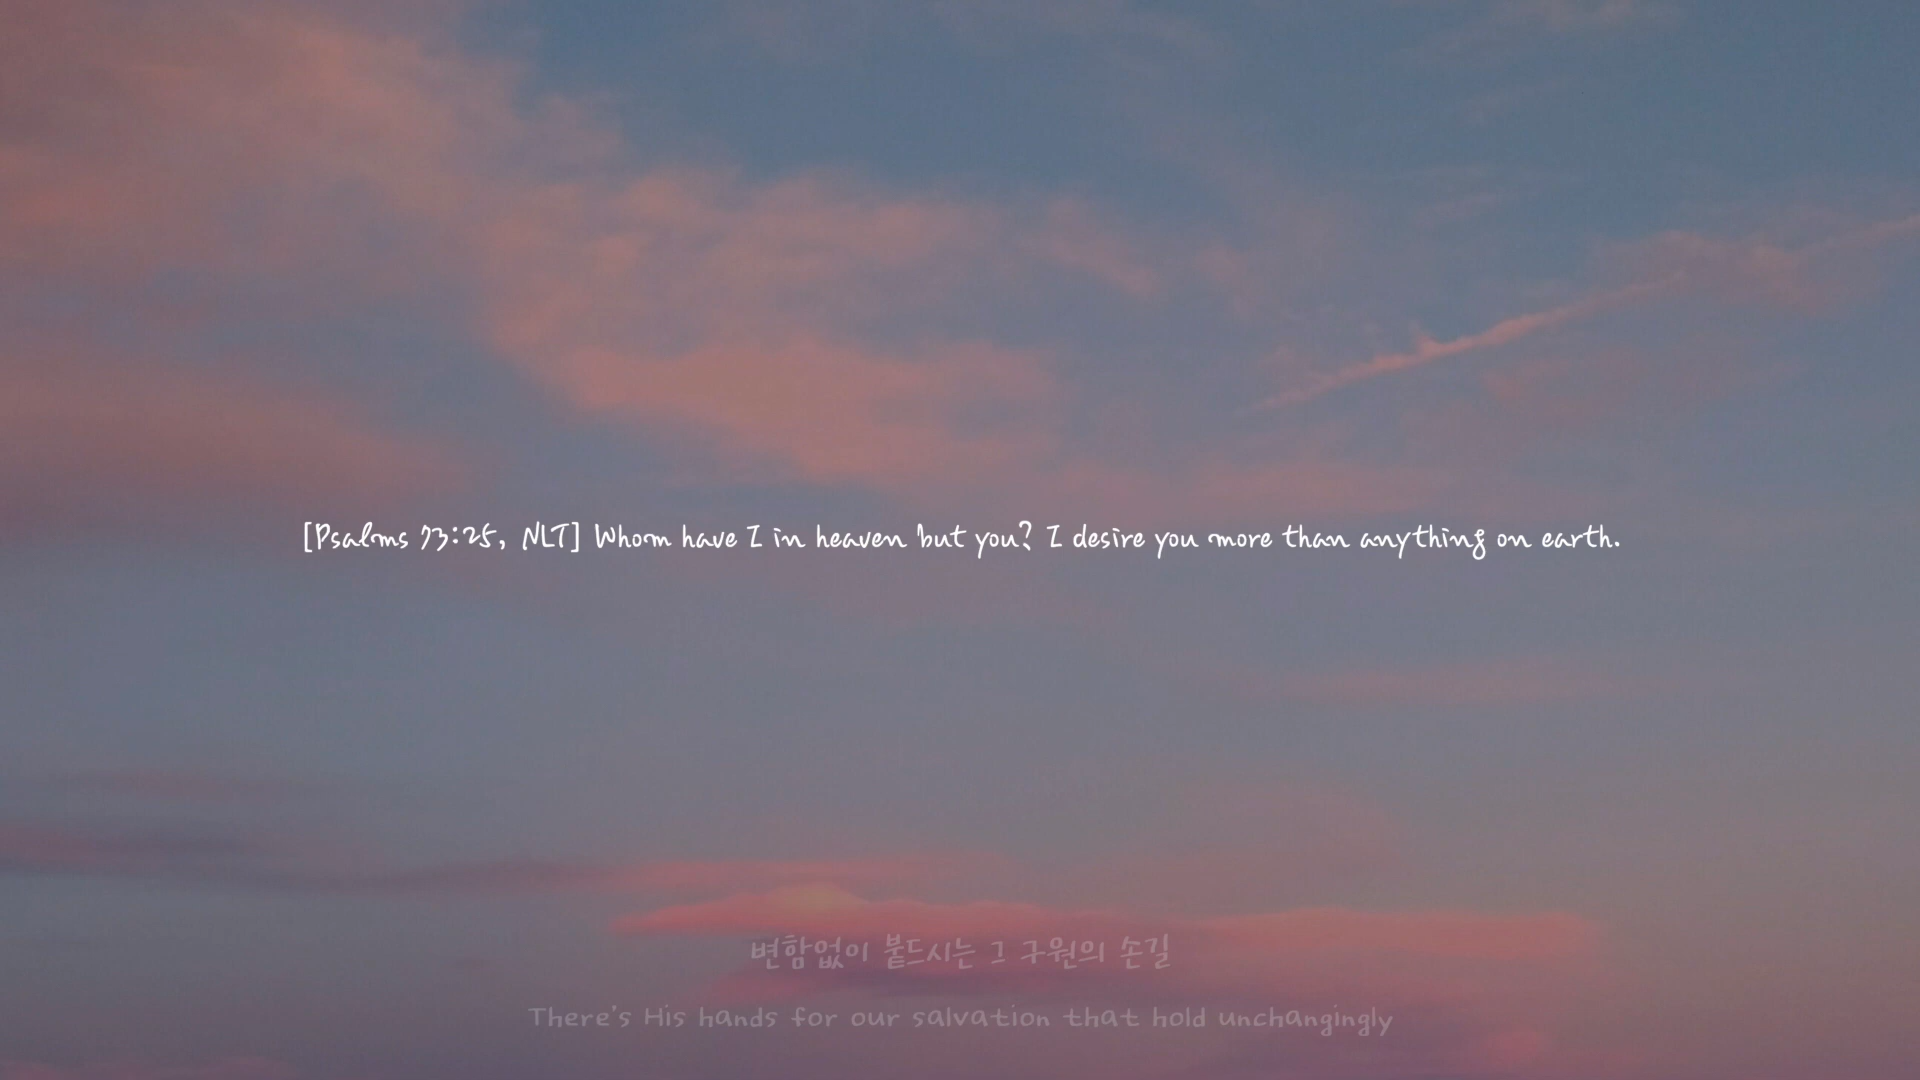 [Psalms 73:25, NLT] Whom have I in heaven but you? I desire you more than anything on earth.
변함없이 붙드시는 그 구원의 손길
There's His hands for our salvation that hold unchangingly